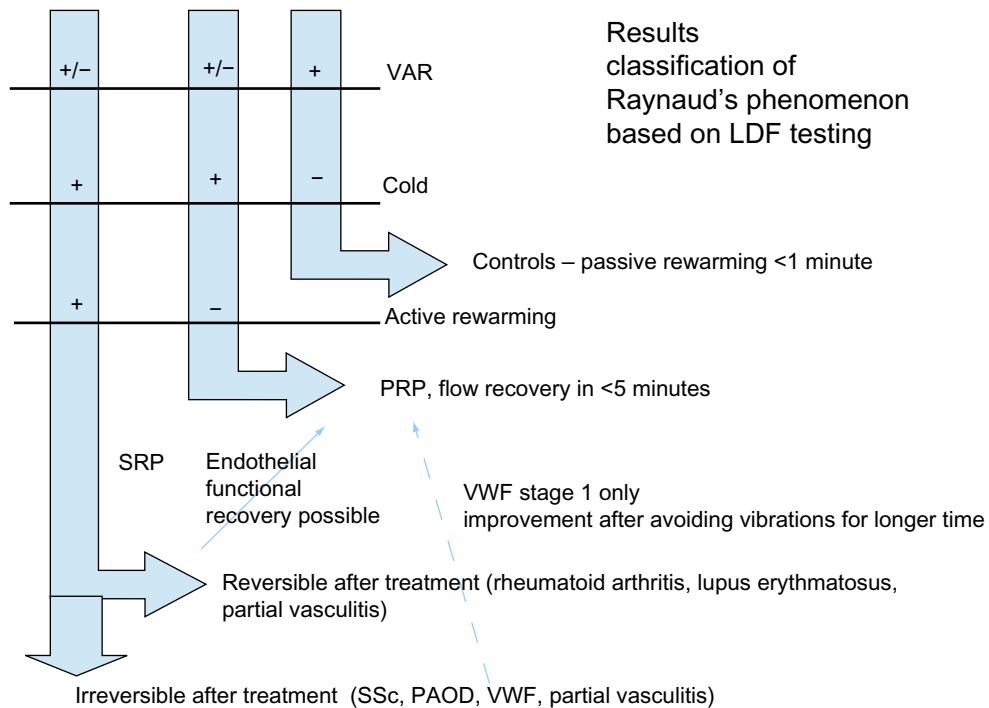 Results
classification of
Raynaud’s phenomenon
based on LDF testing
+/− +/− + VAR
+ + − Cold
Controls – passive rewarming <1 minute
+ − Active rewarming
PRP, flow recovery in <5 minutes
SRP
Endothelial
functional
recovery possible
VWF stage 1 only
improvement after avoiding vibrations for longer time
Reversible after treatment (rheumatoid arthritis, lupus erythmatosus,
partial vasculitis)
Irreversible after treatment (SSc, PAOD, VWF, partial vasculitis)